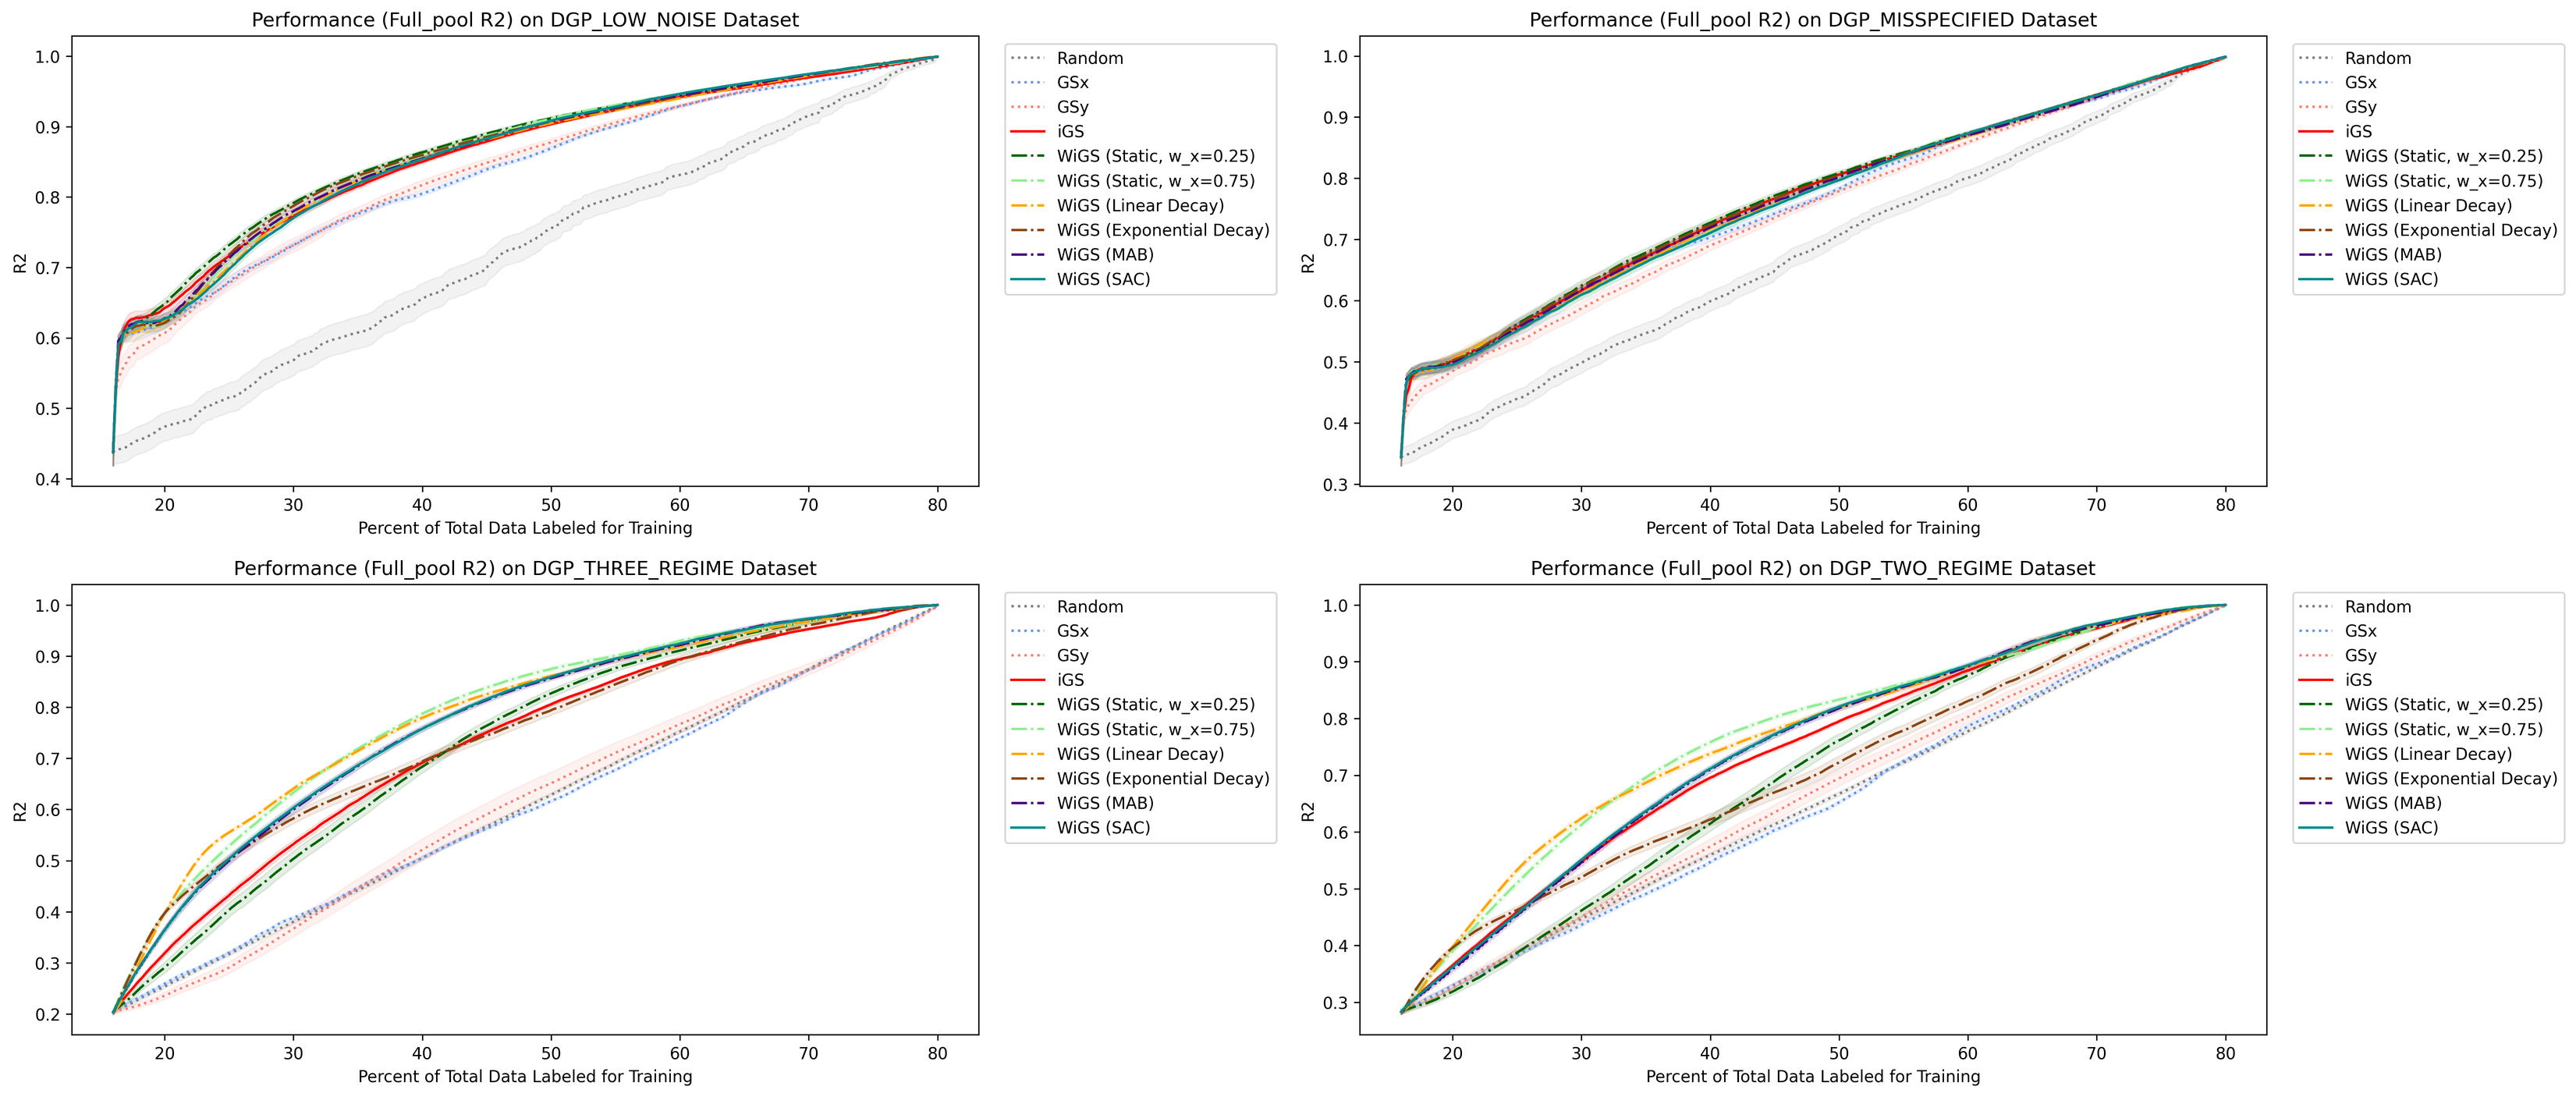 Performance (Full_pool R2) on DGP_LOW_NOISE Dataset
1.0
0.9
0.8
0.7
0.6
0.5
0.4
R2
20
30
40
50
60
70
80
Percent of Total Data Labeled for Training
Random
GSx
GSy
iGS
WiGS (Static, w_x=0.25)
WiGS (Static, w_x=0.75)
WiGS (Linear Decay)
WiGS (Exponential Decay)
WiGS (MAB)
WiGS (SAC)
Performance (Full_pool R2) on DGP_MISSPECIFIED Dataset
1.0
0.9
0.8
0.7
0.6
0.5
0.4
0.3
R2
20
30
40
50
60
70
80
Percent of Total Data Labeled for Training
Random
GSx
GSy
iGS
WiGS (Static, w_x=0.25)
WiGS (Static, w_x=0.75)
WiGS (Linear Decay)
WiGS (Exponential Decay)
WiGS (MAB)
WiGS (SAC)
Performance (Full_pool R2) on DGP_THREE_REGIME Dataset
1.0
0.9
0.8
0.7
0.6
0.5
0.4
0.3
0.2
R2
20
30
40
50
60
70
80
Percent of Total Data Labeled for Training
Random
GSx
GSy
iGS
WiGS (Static, w_x=0.25)
WiGS (Static, w_x=0.75)
WiGS (Linear Decay)
WiGS (Exponential Decay)
WiGS (MAB)
WiGS (SAC)
Performance (Full_pool R2) on DGP_TWO_REGIME Dataset
1.0
0.9
0.8
0.7
0.6
0.5
0.4
0.3
R2
20
30
40
50
60
70
80
Percent of Total Data Labeled for Training
Random
GSx
GSy
iGS
WiGS (Static, w_x=0.25)
WiGS (Static, w_x=0.75)
WiGS (Linear Decay)
WiGS (Exponential Decay)
WiGS (MAB)
WiGS (SAC)